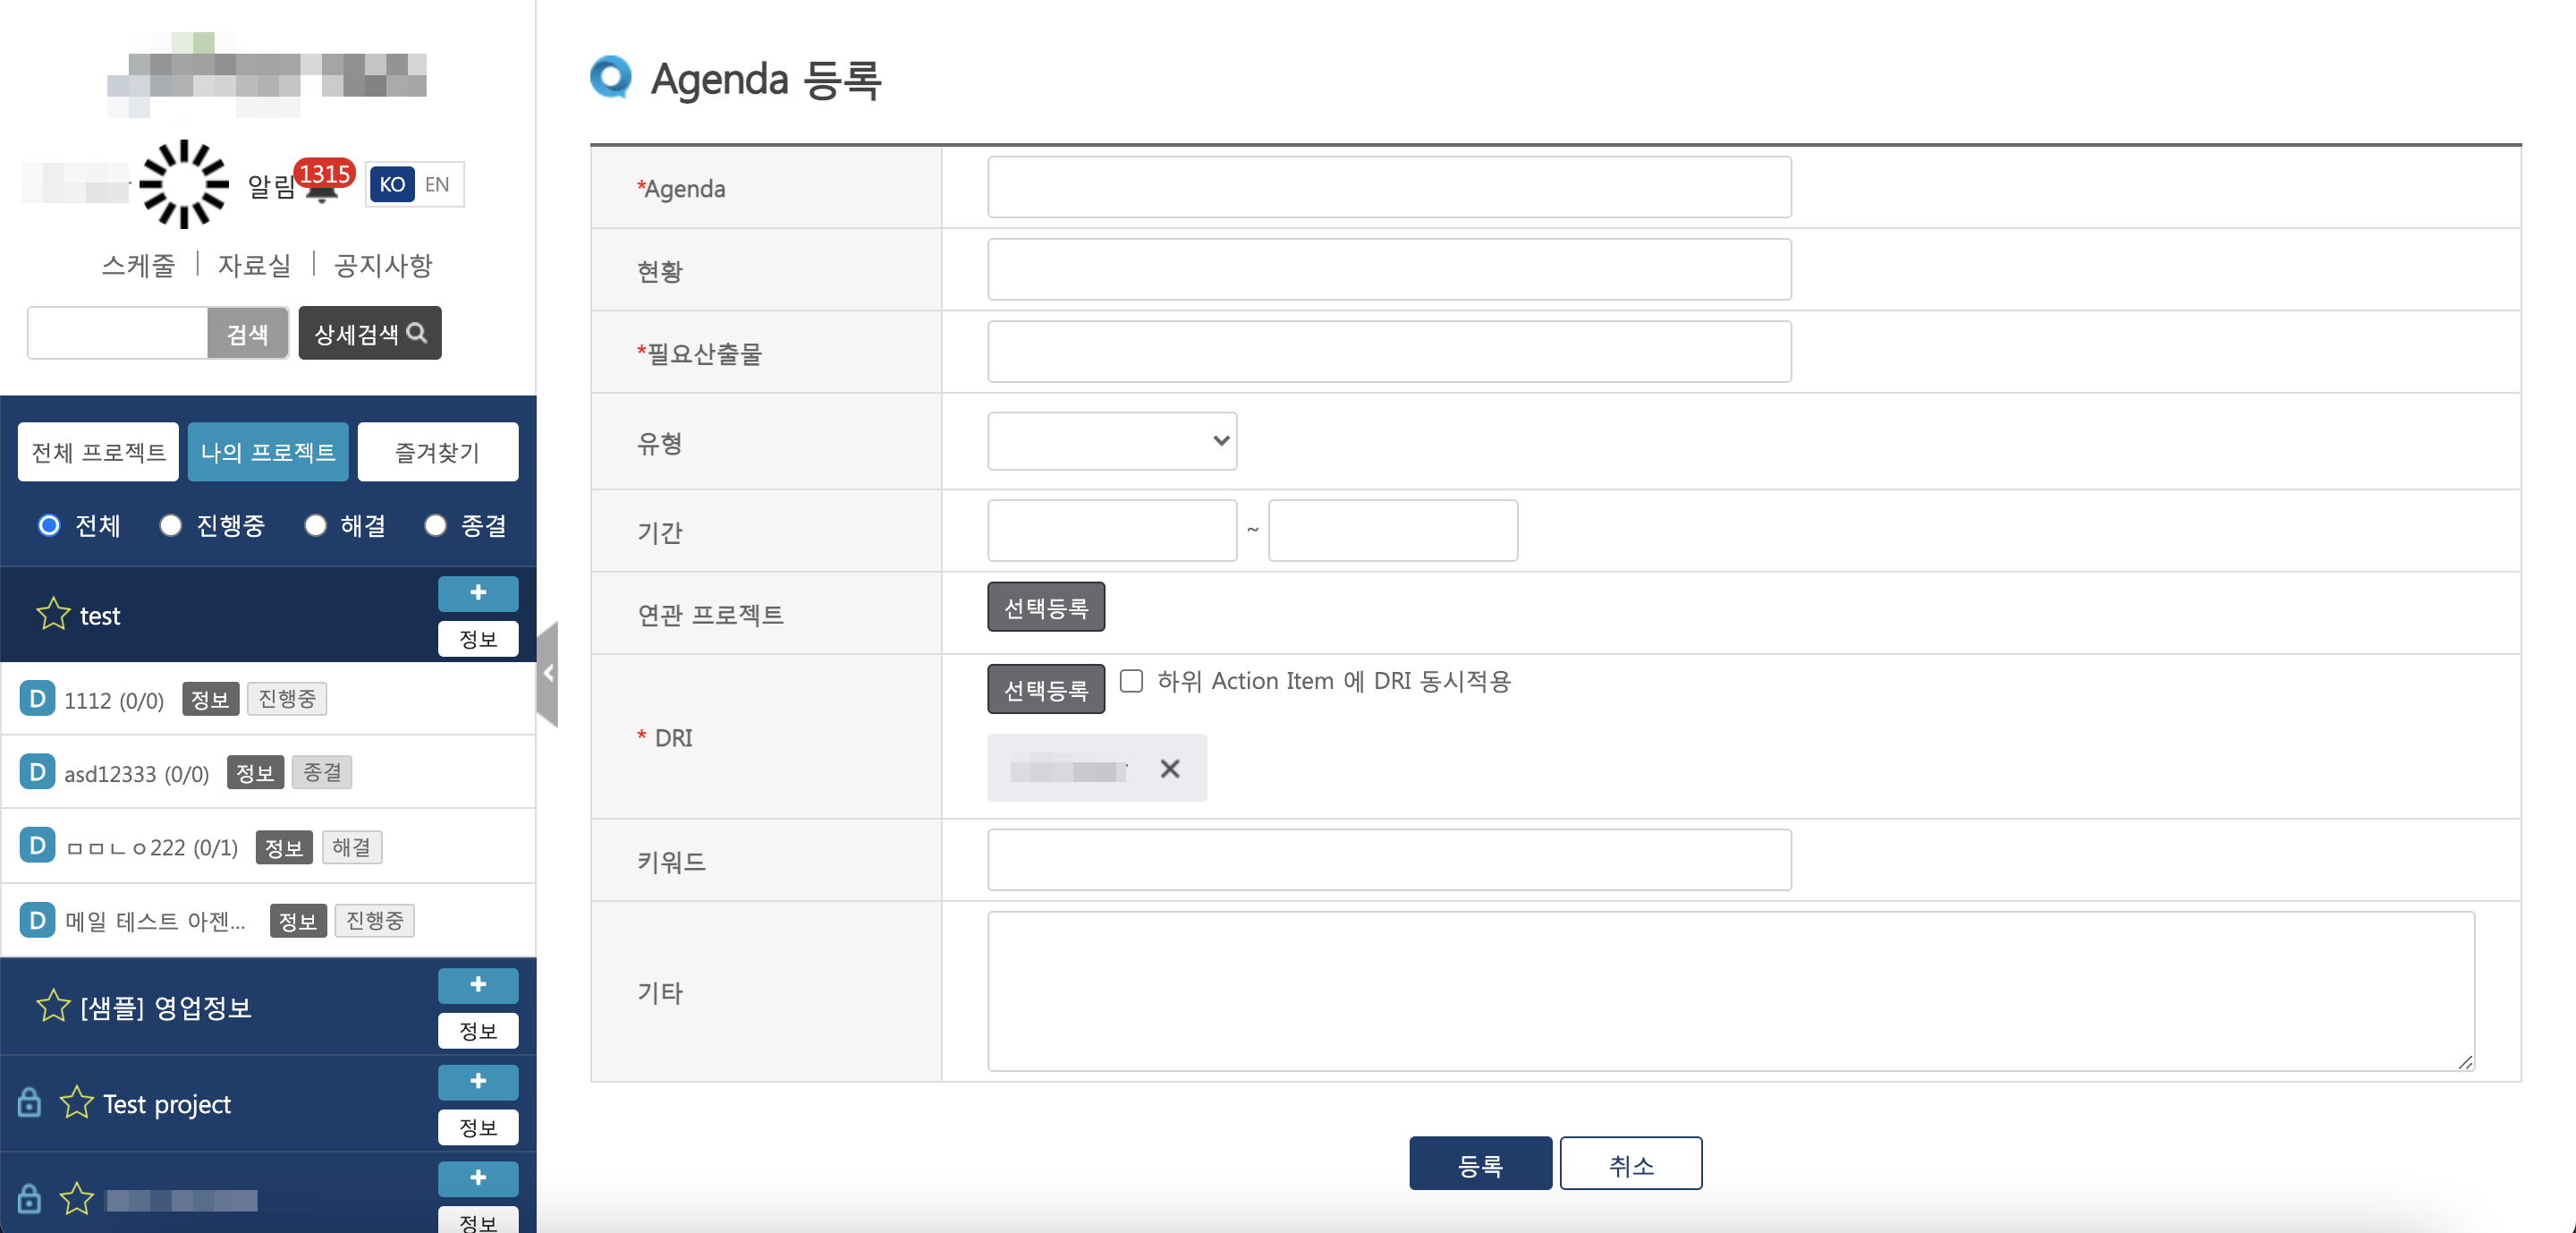 알림 1315 KO EN
스케줄 | 자료실 | 공지사항
검색 상세검색
전체 프로젝트 나의 프로젝트 즐겨찾기
전체 진행중 해결 종결
test + 정보
D 1112 (0/0) 정보 진행중
D asd12333 (0/0) 정보 종결
D ㅁㅁㄴㅇ222 (0/1) 정보 해결
D 메일 테스트 아젠... 정보 진행중
[샘플] 영업정보 + 정보
Test project + 정보
+ 정보
Agenda 등록
*Agenda
현황
*필요산출물
유형
기간 ~
연관 프로젝트 선택등록
* DRI 선택등록 하위 Action Item 에 DRI 동시적용
키워드
기타
등록 취소